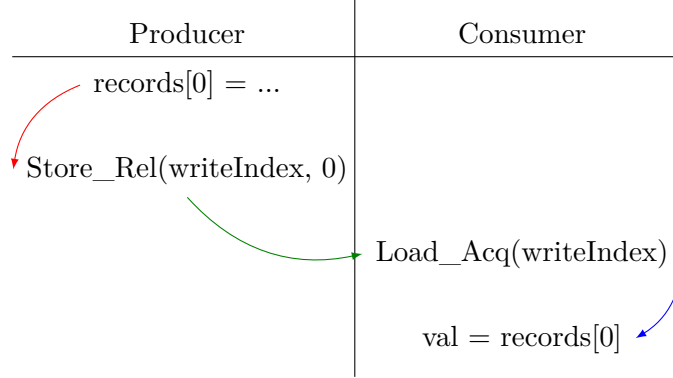 Producer Consumer
records[0] = ...
Store_Rel(writeIndex, 0)
Load_Acq(writeIndex)
val = records[0]